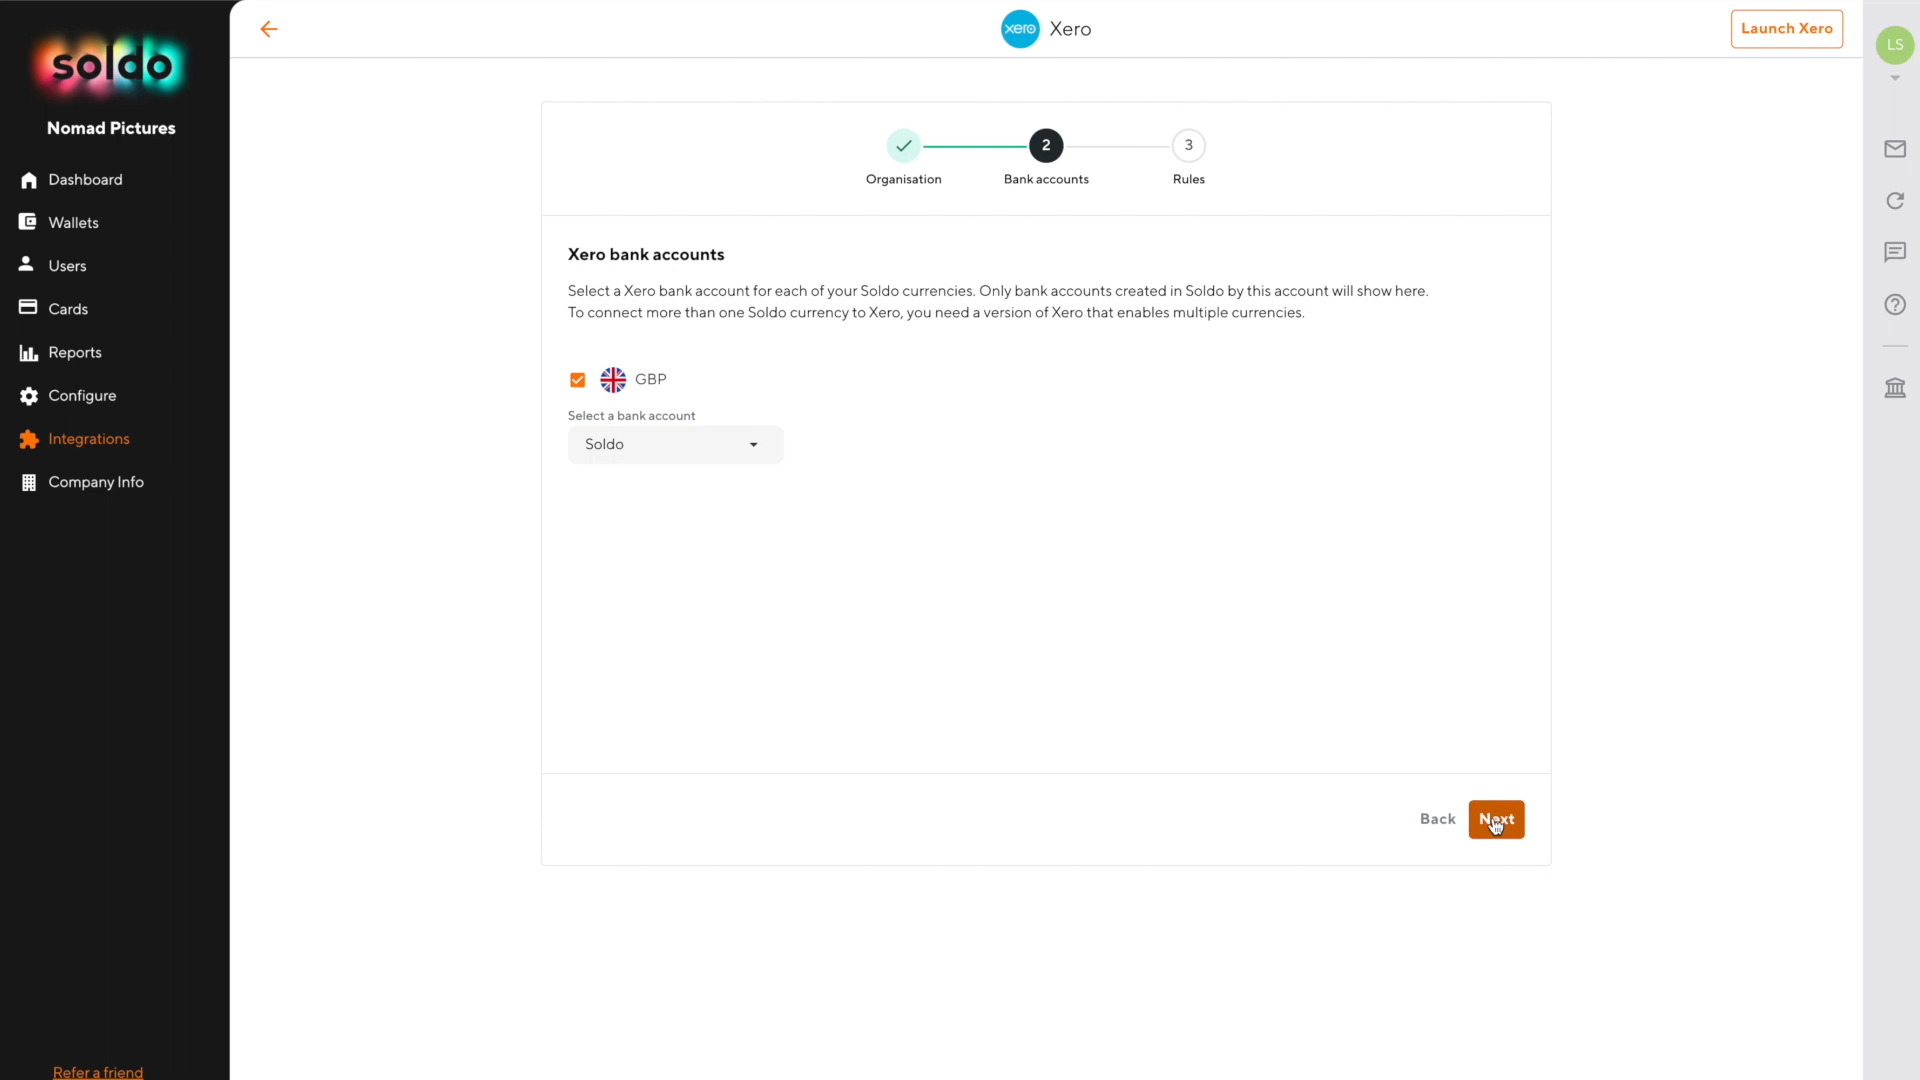 soldo
Nomad Pictures
Dashboard
Wallets
Users
Cards
Reports
Configure
Integrations
Company Info
Refer a friend
xero Xero
Launch Xero
LS
2
3
Organisation
Bank accounts
Rules
Xero bank accounts
Select a Xero bank account for each of your Soldo currencies. Only bank accounts created in Soldo by this account will show here.
To connect more than one Soldo currency to Xero, you need a version of Xero that enables multiple currencies.
GBP
Select a bank account
Soldo
Back
Next